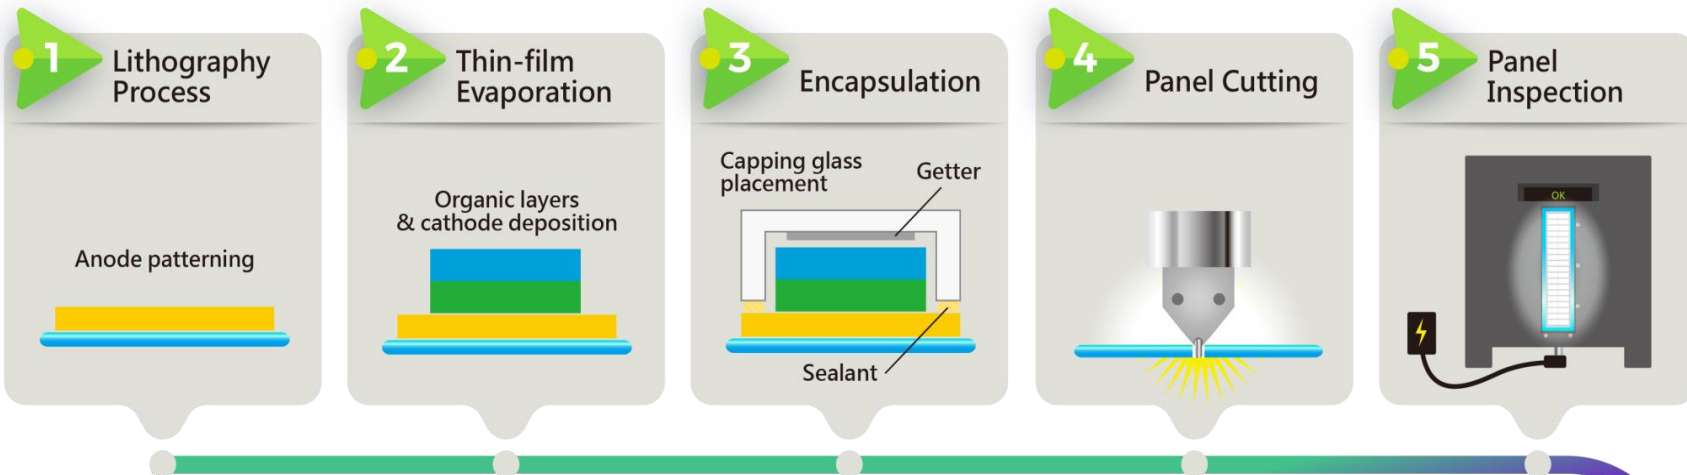 1
Lithography
Process
Anode patterning
2
Thin-film
Evaporation
Organic layers
& cathode deposition
3
Encapsulation
Capping glass
placement
Getter
Sealant
4
Panel Cutting
5
Panel
Inspection
OK